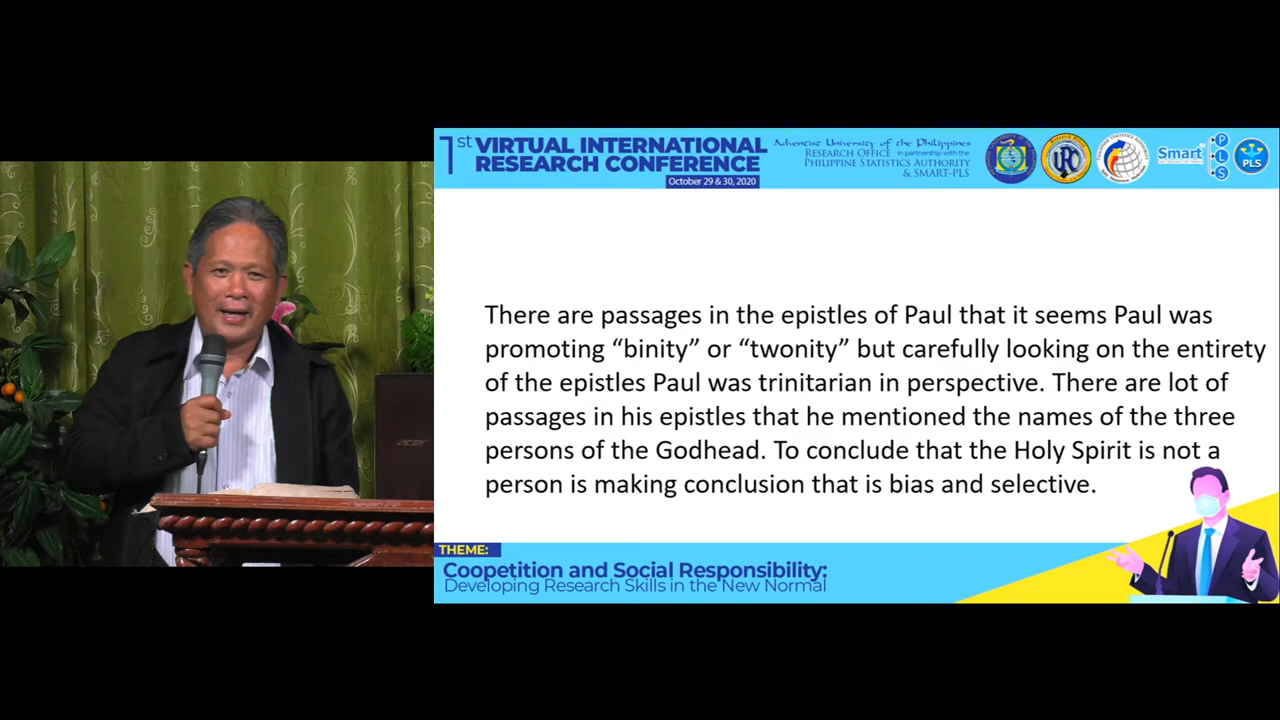 1st VIRTUAL INTERNATIONAL
RESEARCH CONFERENCE
October 29 & 30, 2020
Adventist University of the Philippines
RESEARCH OFFICE in partnership with the
PHILIPPINE STATISTICS AUTHORITY
& SMART-PLS
URC
Smart
PLS
PLS
There are passages in the epistles of Paul that it seems Paul was
promoting “binity” or “twonity” but carefully looking on the entirety
of the epistles Paul was trinitarian in perspective. There are lot of
passages in his epistles that he mentioned the names of the three
persons of the Godhead. To conclude that the Holy Spirit is not a
person is making conclusion that is bias and selective.
acer
THEME:
Coopetition and Social Responsibility:
Developing Research Skills in the New Normal